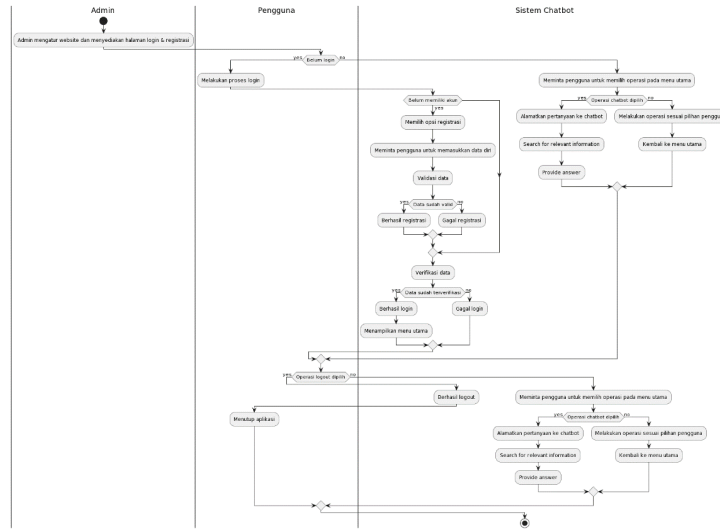 Admin
Pengguna
Sistem Chatbot
Admin mengatur website dan menyediakan halaman login & registrasi
yes
Belum login
no
Melakukan proses login
Meminta pengguna untuk memilih operasi pada menu utama
Belum memiliki akun
yes
Memilih opsi registrasi
Meminta pengguna untuk memasukkan data diri
Validasi data
yes
Data sudah valid
no
Berhasil registrasi
Gagal registrasi
Verifikasi data
yes
Data sudah terverifikasi
no
Berhasil login
Gagal login
Menampilkan menu utama
yes
Operasi chatbot dipilih
no
Alamatkan pertanyaan ke chatbot
Melakukan operasi sesuai pilihan penggu
Search for relevant information
Kembali ke menu utama
Provide answer
yes
Operasi logout dipilih
no
Berhasil logout
Menutup aplikasi
Meminta pengguna untuk memilih operasi pada menu utama
yes
Operasi chatbot dipilih
no
Alamatkan pertanyaan ke chatbot
Melakukan operasi sesuai pilihan pengguna
Search for relevant information
Kembali ke menu utama
Provide answer